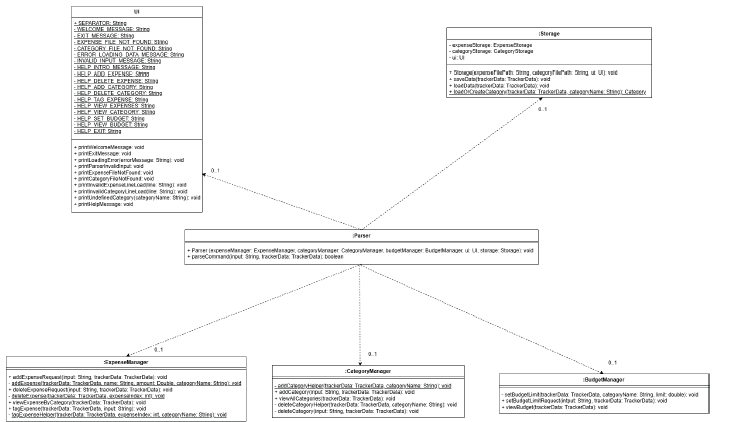 UI
+ SEPARATOR: String
- WELCOME_MESSAGE: String
- EXIT_MESSAGE: String
- EXPENSE_FILE_NOT_FOUND: String
- CATEGORY_FILE_NOT_FOUND: String
- ERROR_LOADING_DATA_MESSAGE: String
- INVALID_INPUT_MESSAGE: String
- HELP_INTRO_MESSAGE: String
- HELP_ADD_EXPENSE: String
- HELP_DELETE_EXPENSE: String
- HELP_ADD_CATEGORY: String
- HELP_DELETE_CATEGORY: String
- HELP_TAG_EXPENSE: String
- HELP_VIEW_EXPENSES: String
- HELP_VIEW_CATEGORY: String
- HELP_SET_BUDGET: String
- HELP_VIEW_BUDGET: String
- HELP_EXIT: String
+ printWelcomeMessage: void
+ printExitMessage: void
+ printLoadingError(errorMessage: String): void
+ printParserInvalidInput: void
+ printExpenseFileNotFound: void
+ printCategoryFileNotFound: void
+ printInvalidExpenseLineLoad(line: String): void
+ printInvalidCategoryLineLoad(line: String): void
+ printUndefinedCategory(categoryName: String): void
+ printHelpMessage: void
:Storage
- expenseStorage: ExpenseStorage
- categoryStorage: CategoryStorage
- ui: UI
+ Storage(expenseFilePath: String, categoryFilePath: String, ui: UI): void
+ saveData(trackerData: TrackerData): void
+ loadData(trackerData: TrackerData): void
+ loadOrCreateCategory(trackerData: TrackerData, categoryName: String): Category
0..1
0..1
:Parser
+ Parser (expenseManager: ExpenseManager, categoryManager: CategoryManager, budgetManager: BudgetManager, ui: UI, storage: Storage): void
+ parseCommand(input: String, trackerData: TrackerData): boolean
0..1
0..1
0..1
:ExpenseManager
+ addExpenseRequest(input: String, trackerData: TrackerData): void
- addExpense(trackerData: TrackerData, name: String, amount: Double, categoryName: String): void
+ deleteExpenseRequest(input: String, trackerData: TrackerData): void
- deleteExpense(trackerData: TrackerData, expenseIndex: int): void
+ viewExpenseByCategory(trackerData: TrackerData): void
+ tagExpense(trackerData: TrackerData, input: String): void
- tagExpenseHelper(trackerData: TrackerData, expenseIndex: int, categoryName: String): void
:CategoryManager
- addCategoryHelper(trackerData: TrackerData, categoryName: String): void
+ addCategory(input: String, trackerData: TrackerData): void
+ viewAllCategories(trackerData: TrackerData): void
- deleteCategoryHelper(trackerData: TrackerData, categoryName: String): void
- deleteCategory(input: String, trackerData: TrackerData): void
:BudgetManager
- setBudgetLimit(trackerData: TrackerData, categoryName: String, limit: double): void
+ setBudgetLimitRequest(input: String, trackerData: TrackerData): void
+ viewBudget(trackerData: TrackerData): void